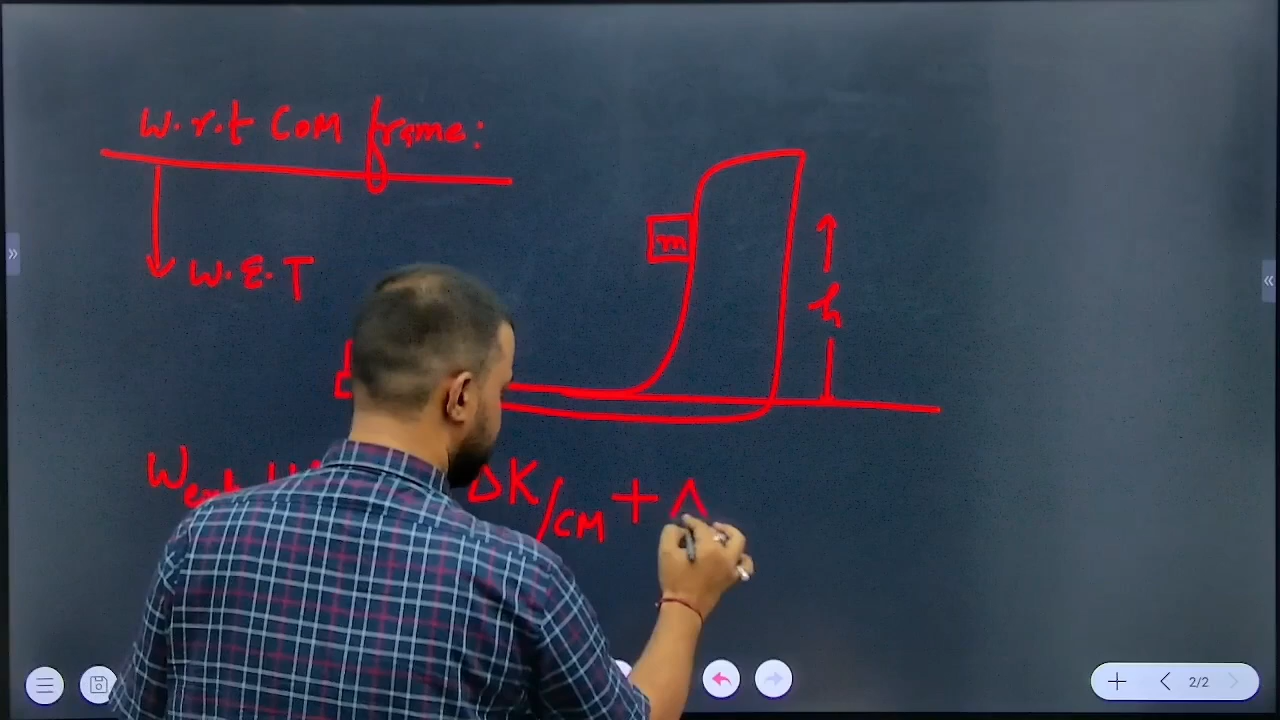 W.r.t COM frame:
W.E.T
m
h
ΔK/CM + Δ
2/2